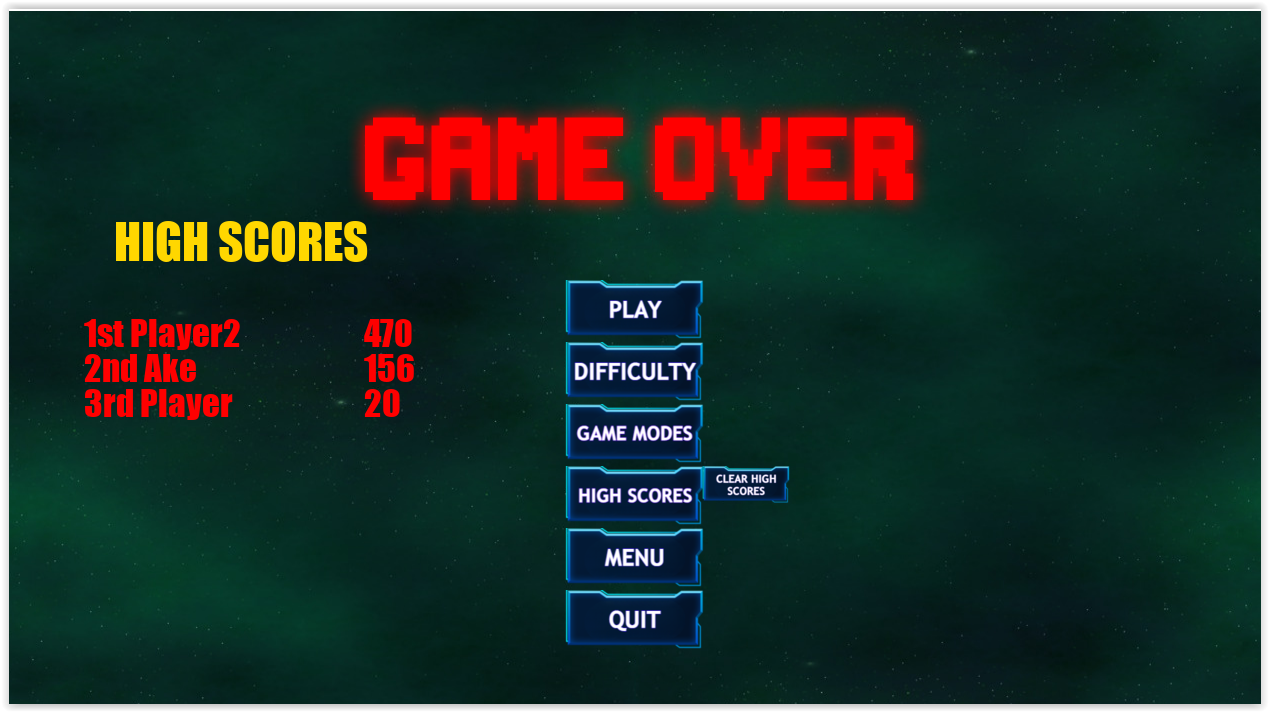 GAME OVER
HIGH SCORES
1st Player2 470
2nd Ake 156
3rd Player 20
PLAY
DIFFICULTY
GAME MODES
HIGH SCORES
CLEAR HIGH
SCORES
MENU
QUIT